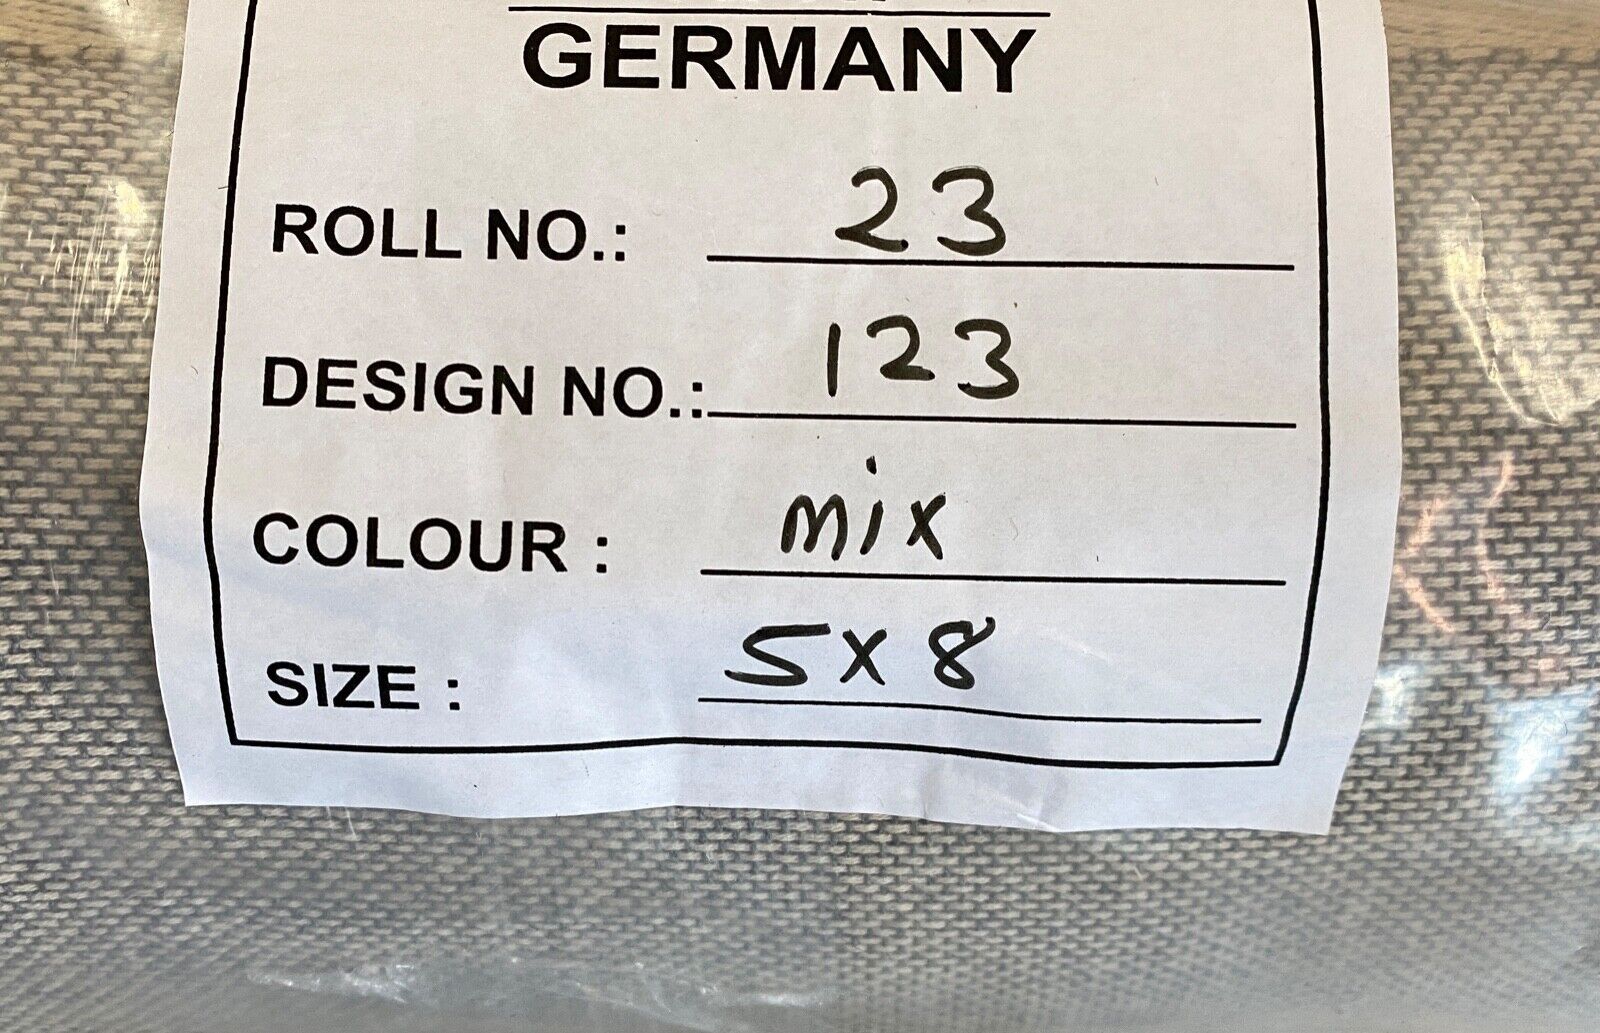 GERMANY
ROLL NO.: 23
DESIGN NO.: 123
COLOUR : mix
SIZE : 5x8